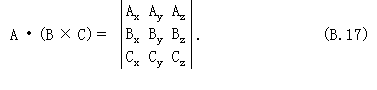 | Ax Ay Az |
A • (B × C) = | Bx By Bz | . (B.17)
| Cx Cy Cz |